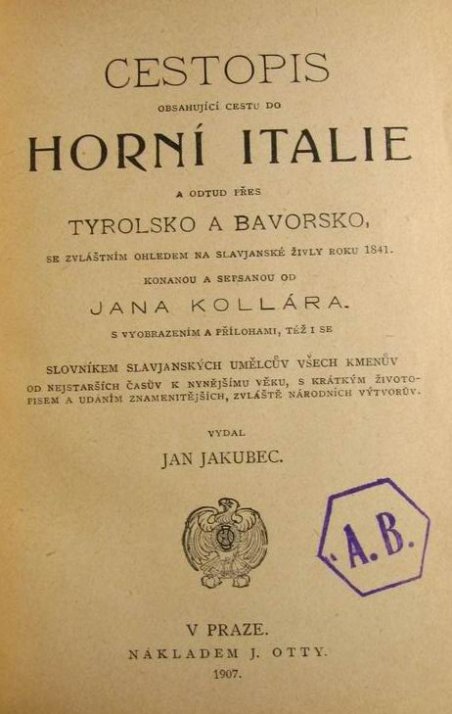 CESTOPIS
OBSAHUJÍCÍ CESTU DO
HORNÍ ITALIE
A ODTUD PŘES
TYROLSKO A BAVORSKO,
SE ZVLÁŠTNÍM OHLEDEM NA SLAVJANSKÉ ŽIVLY ROKU 1841.
KONANOU A SEPSANOU OD
JANA KOLLÁRA.
S VYOBRAZENÍM A PŘÍLOHAMI, TÉŽ I SE
SLOVNÍKEM SLAVJANSKÝCH UMĚLCŮV VŠECH KMENŮV
OD NEJSTARŠÍCH ČASŮV K NYNĚJŠÍMU VĚKU, S KRÁTKÝM ŽIVOTO-
PISEM A UDÁNÍM ZNAMENITĚJŠÍCH, ZVLÁŠTĚ NÁRODNÍCH VÝTVORŮV.
VYDAL
JAN JAKUBEC.
A.B.
V PRAZE.
NÁKLADEM J. OTTY.
1907.